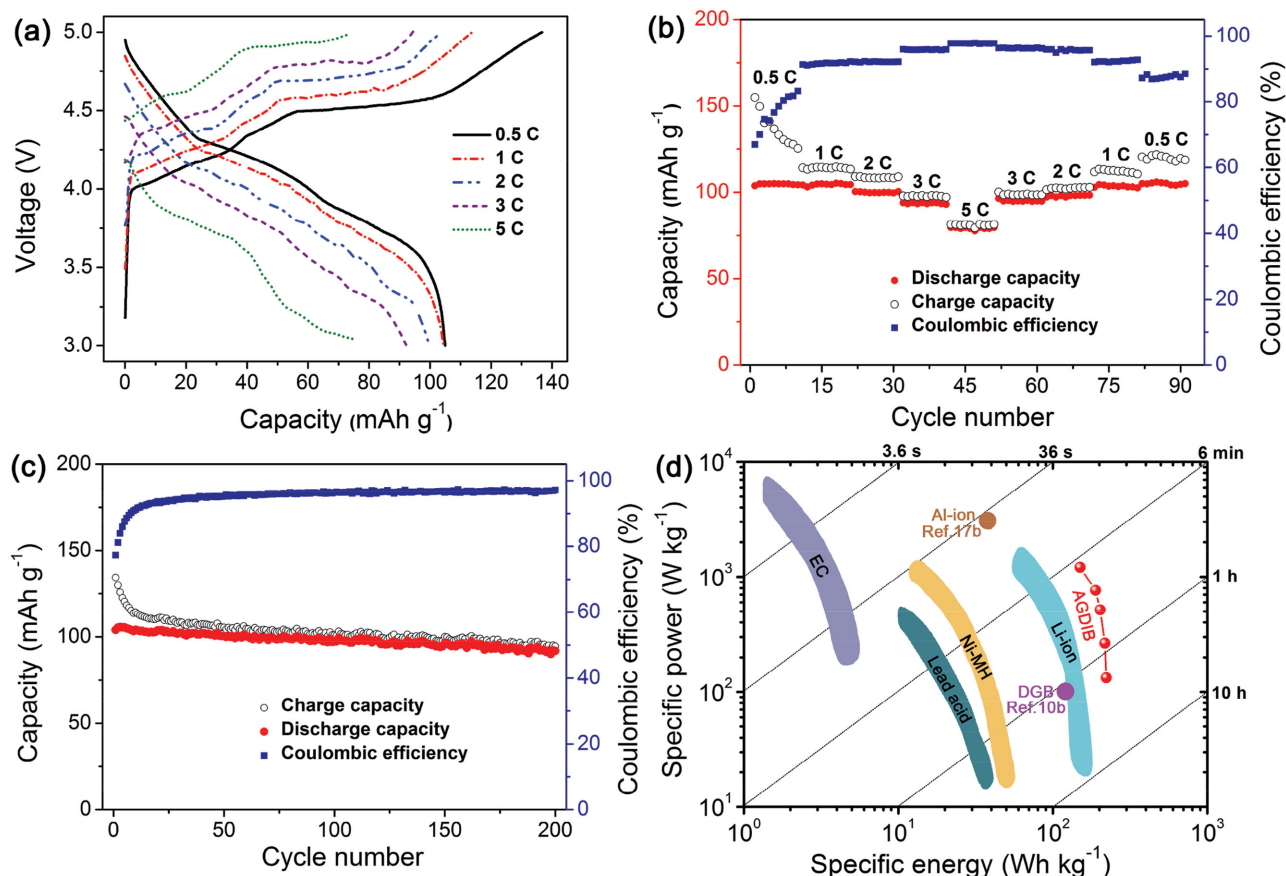 (a)
5.0
4.5
4.0
3.5
3.0
Voltage (V)
0.5 C
1 C
2 C
3 C
5 C
0 20 40 60 80 100 120 140
Capacity (mAh g⁻¹)
(b)
200
150
100
50
0
Capacity (mAh g⁻¹)
0.5 C
1 C
2 C
3 C
5 C
3 C
2 C
1 C
0.5 C
Discharge capacity
Charge capacity
Coulombic efficiency
100
80
60
40
20
0
Coulombic efficiency (%)
0 15 30 45 60 75 90
Cycle number
(c)
200
150
100
50
0
Capacity (mAh g⁻¹)
Charge capacity
Discharge capacity
Coulombic efficiency
100
80
60
40
20
0
Coulombic efficiency (%)
0 50 100 150 200
Cycle number
(d)
3.6 s 36 s 6 min
10⁴
10³
10²
10¹
Specific power (W kg⁻¹)
EC
Al-ion
Ref.17b
Ni-MH
Lead acid
Li-ion
AGDIB
DGB
Ref.10b
1 h
10 h
10⁰ 10¹ 10² 10³
Specific energy (Wh kg⁻¹)